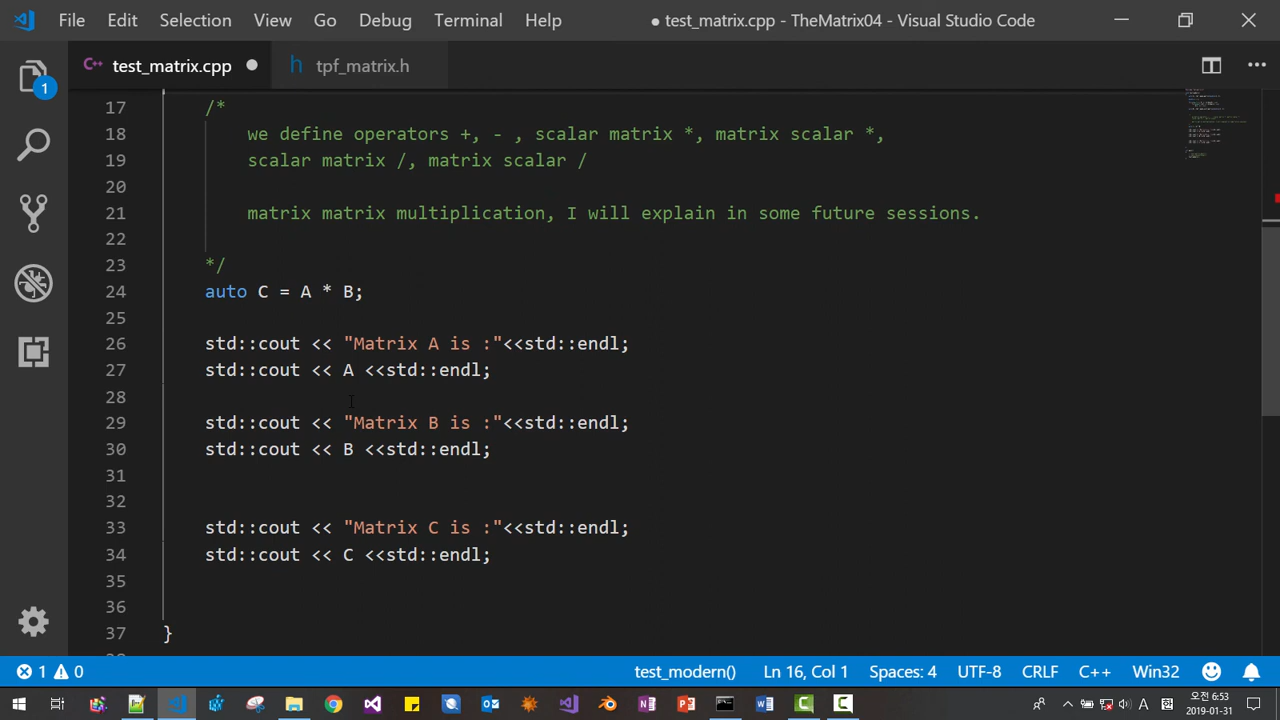 File Edit Selection View Go Debug Terminal Help ● test_matrix.cpp - TheMatrix04 - Visual Studio Code
C++ test_matrix.cpp ● h tpf_matrix.h
1
17 /*
18 we define operators +, - , scalar matrix *, matrix scalar *,
19 scalar matrix /, matrix scalar /
20
21 matrix matrix multiplication, I will explain in some future sessions.
22
23 */
24 auto C = A * B;
25
26 std::cout << "Matrix A is :"<<std::endl;
27 std::cout << A <<std::endl;
28
29 std::cout << "Matrix B is :"<<std::endl;
30 std::cout << B <<std::endl;
31
32
33 std::cout << "Matrix C is :"<<std::endl;
34 std::cout << C <<std::endl;
35
36
37 }
1 0 test_modern() Ln 16, Col 1 Spaces: 4 UTF-8 CRLF C++ Win32
A 오전 6:53
2019-01-31